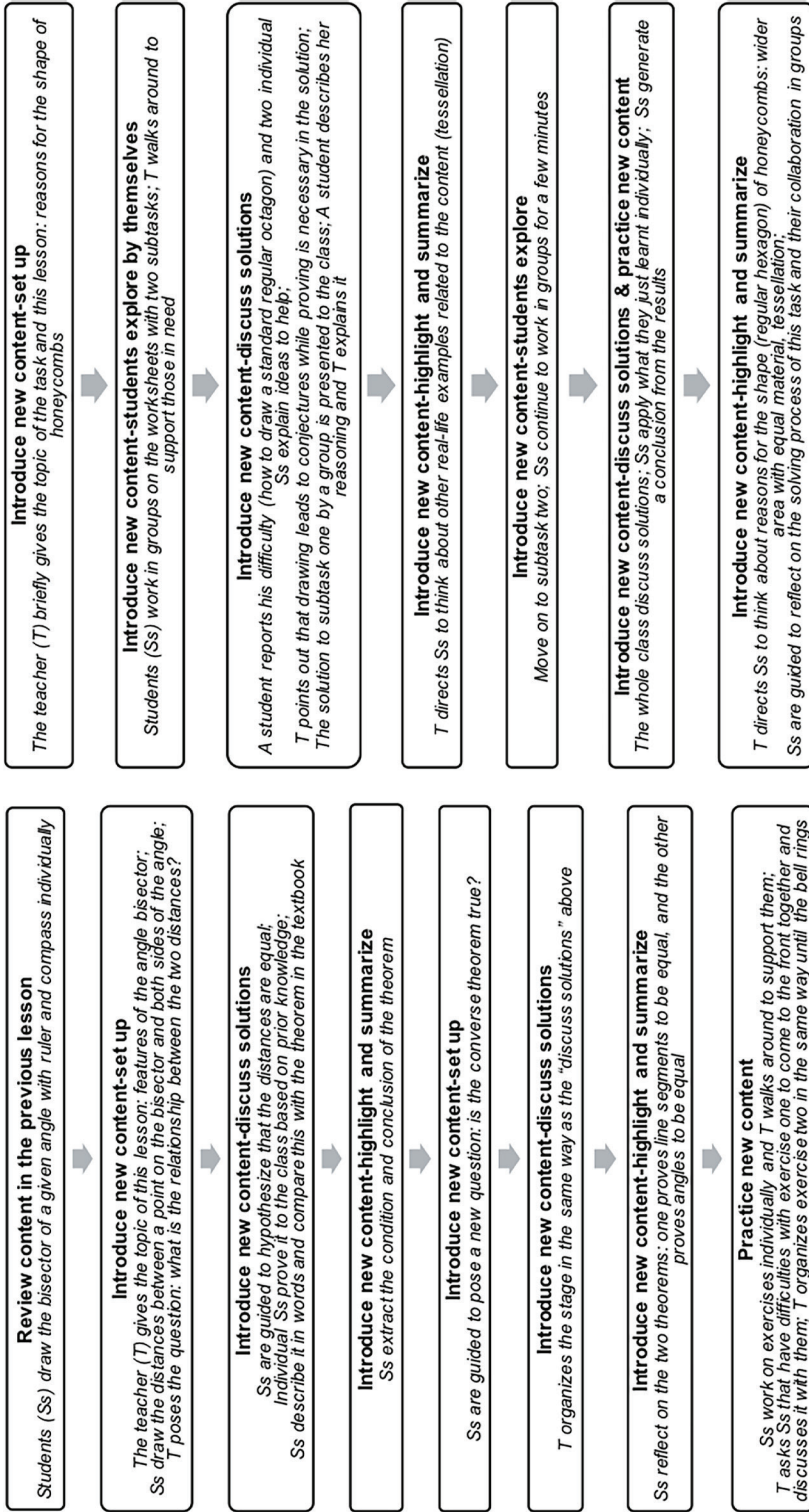 Review content in the previous lesson
Students (Ss) draw the bisector of a given angle with ruler and compass individually
Introduce new content-set up
The teacher (T) gives the topic of this lesson: features of the angle bisector;
Ss draw the distances between a point on the bisector and both sides of the angle;
T poses the question: what is the relationship between the two distances?
Introduce new content-discuss solutions
Ss are guided to hypothesize that the distances are equal;
Individual Ss prove it to the class based on prior knowledge;
Ss describe it in words and compare this with the theorem in the textbook
Introduce new content-highlight and summarize
Ss extract the condition and conclusion of the theorem
Introduce new content-set up
Ss are guided to pose a new question: is the converse theorem true?
Introduce new content-discuss solutions
T organizes the stage in the same way as the “discuss solutions” above
Introduce new content-highlight and summarize
Ss reflect on the two theorems: one proves line segments to be equal, and the other
proves angles to be equal
Practice new content
Ss work on exercises individually and T walks around to support them;
T asks Ss that have difficulties with exercise one to come to the front together and
discusses it with them; T organizes exercise two in the same way until the bell rings
Introduce new content-set up
The teacher (T) briefly gives the topic of the task and this lesson: reasons for the shape of
honeycombs
Introduce new content-students explore by themselves
Students (Ss) work in groups on the worksheets with two subtasks; T walks around to
support those in need
Introduce new content-discuss solutions
A student reports his difficulty (how to draw a standard regular octagon) and two individual
Ss explain ideas to help;
T points out that drawing leads to conjectures while proving is necessary in the solution;
The solution to subtask one by a group is presented to the class; A student describes her
reasoning and T explains it
Introduce new content-highlight and summarize
T directs Ss to think about other real-life examples related to the content (tessellation)
Introduce new content-students explore
Move on to subtask two; Ss continue to work in groups for a few minutes
Introduce new content-discuss solutions & practice new content
The whole class discuss solutions; Ss apply what they just learnt individually; Ss generate
a conclusion from the results
Introduce new content-highlight and summarize
T directs Ss to think about reasons for the shape (regular hexagon) of honeycombs: wider
area with equal material, tessellation;
Ss are guided to reflect on the solving process of this task and their collaboration in groups